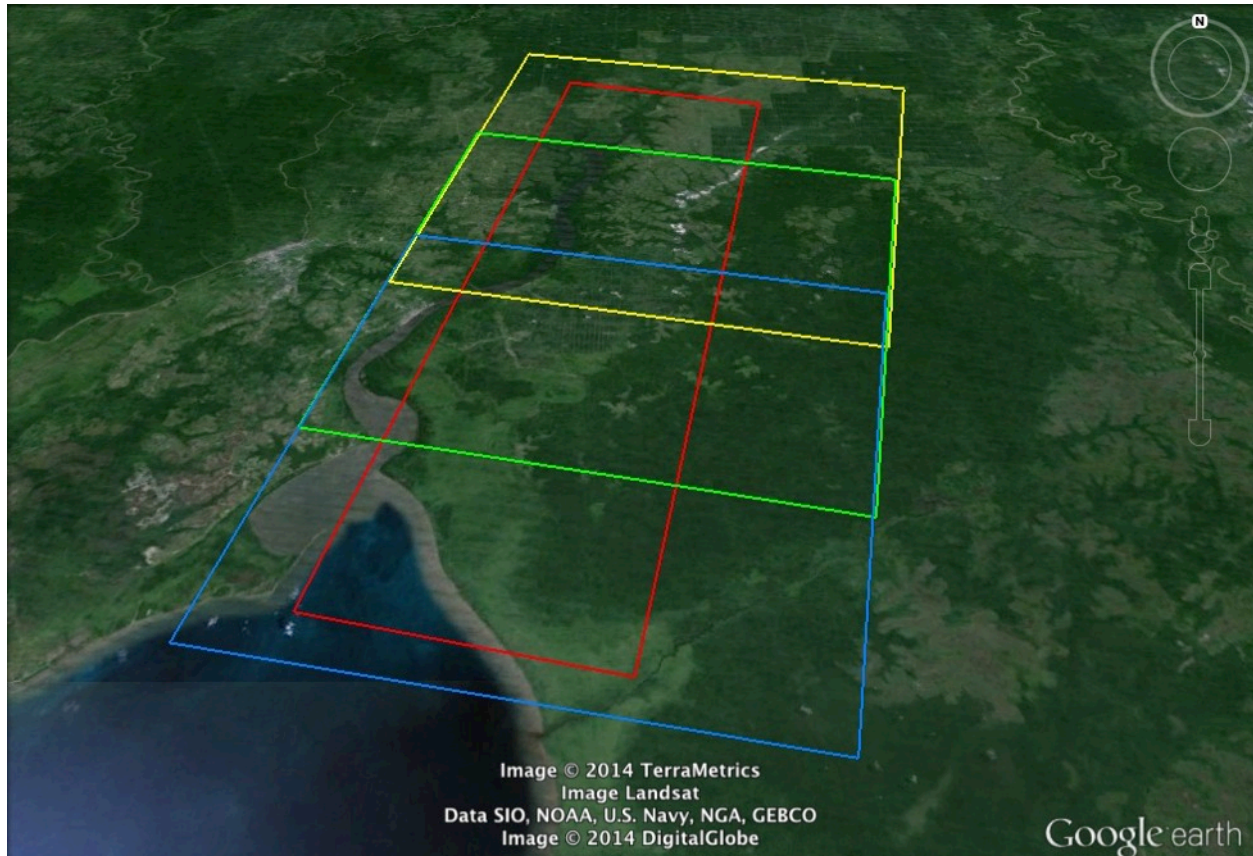 N
Image © 2014 TerraMetrics
Image Landsat
Data SIO, NOAA, U.S. Navy, NGA, GEBCO
Image © 2014 DigitalGlobe
Google earth